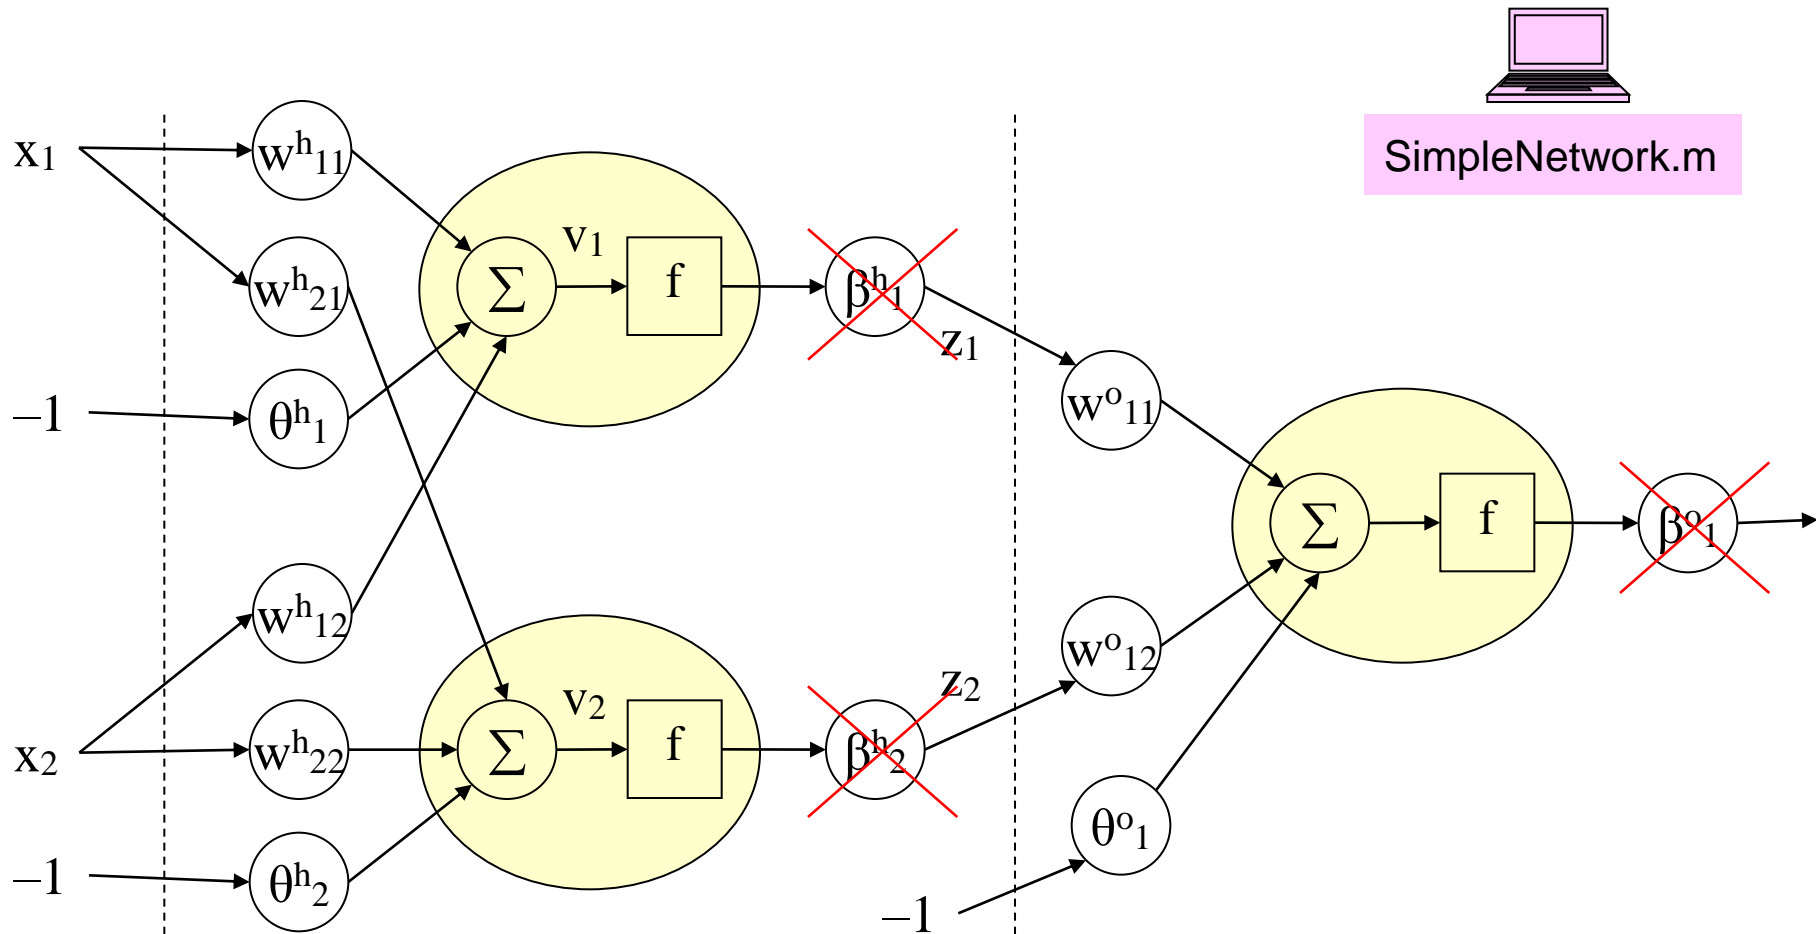 SimpleNetwork.m
x₁
wʰ₁₁
wʰ₂₁
–1
θʰ₁
Σ
v₁
f
βʰ₁
z₁
wʰ₁₂
x₂
wʰ₂₂
–1
θʰ₂
Σ
v₂
f
βʰ₂
z₂
wᵒ₁₁
wᵒ₁₂
–1
θᵒ₁
Σ
f
βᵒ₁